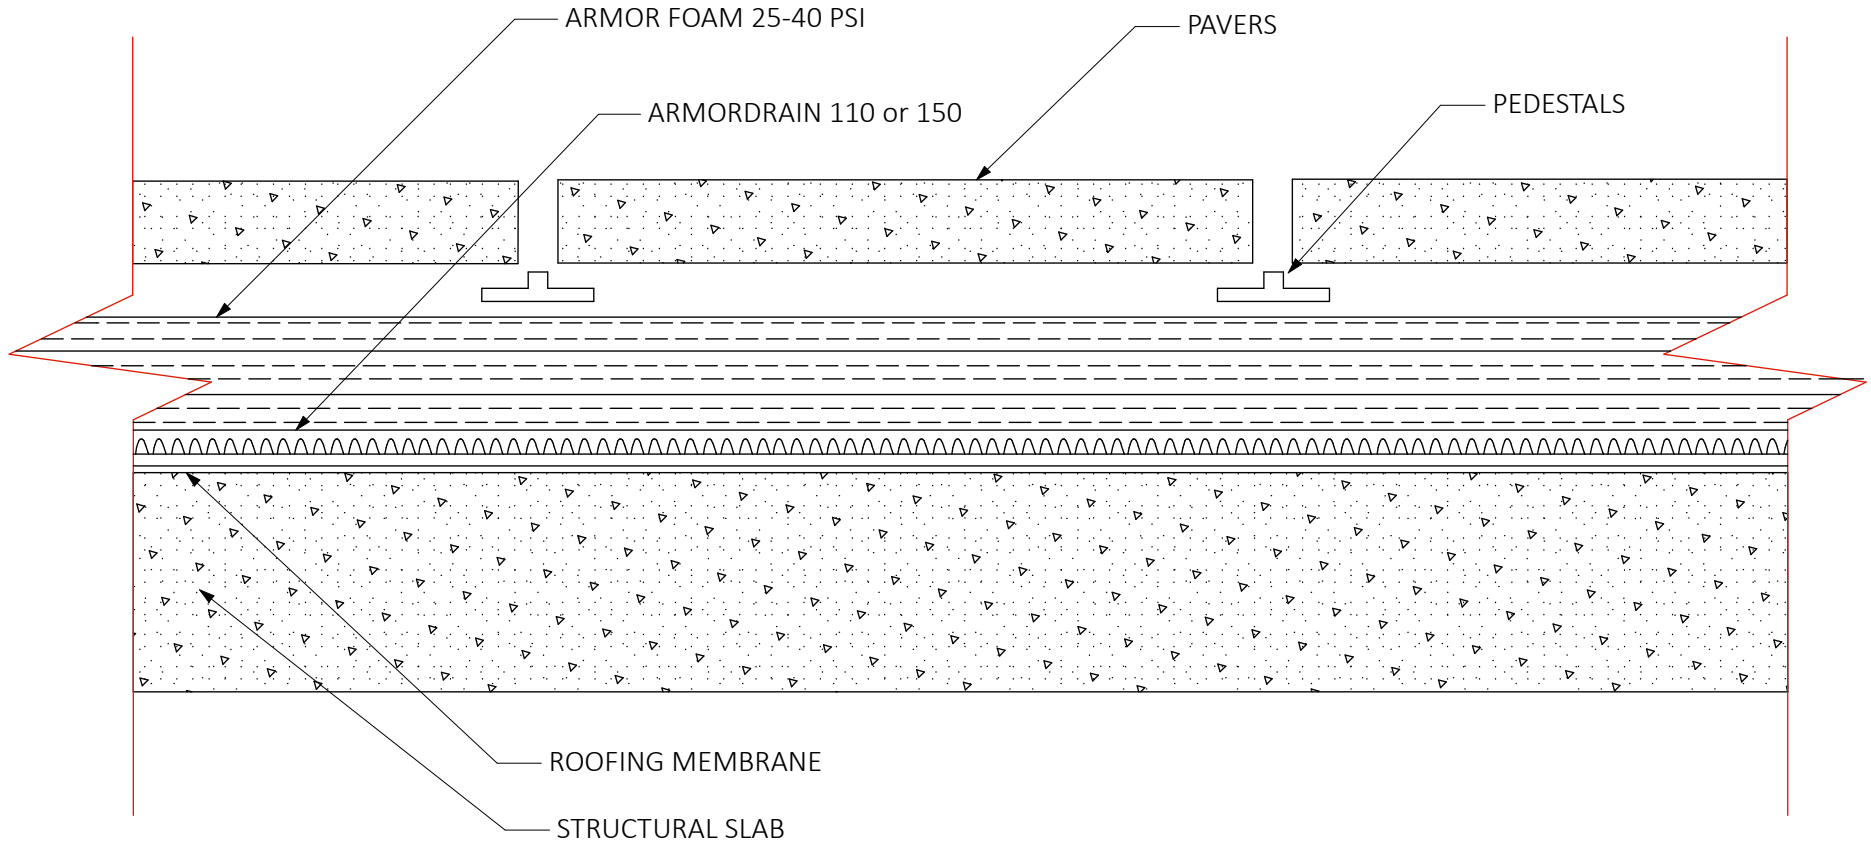 ARMOR FOAM 25-40 PSI
PAVERS
ARMORDRAIN 110 or 150
PEDESTALS
ROOFING MEMBRANE
STRUCTURAL SLAB